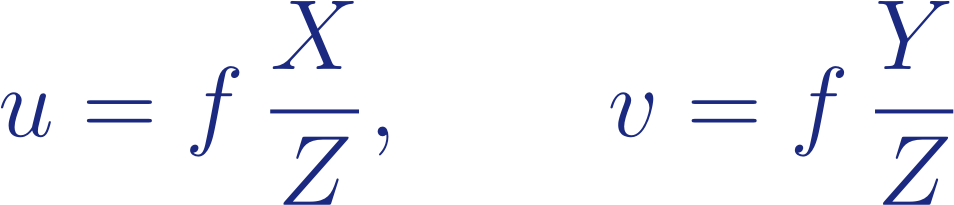 u = f X/Z, v = f Y/Z